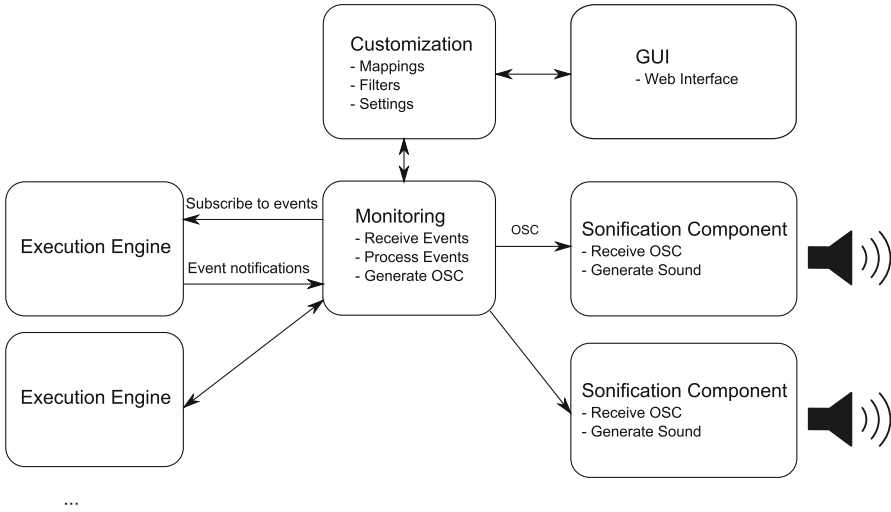 Customization
- Mappings
- Filters
- Settings
GUI
- Web Interface
Execution Engine
Subscribe to events
Event notifications
Monitoring
- Receive Events
- Process Events
- Generate OSC
OSC
Sonification Component
- Receive OSC
- Generate Sound
Execution Engine
Sonification Component
- Receive OSC
- Generate Sound
...